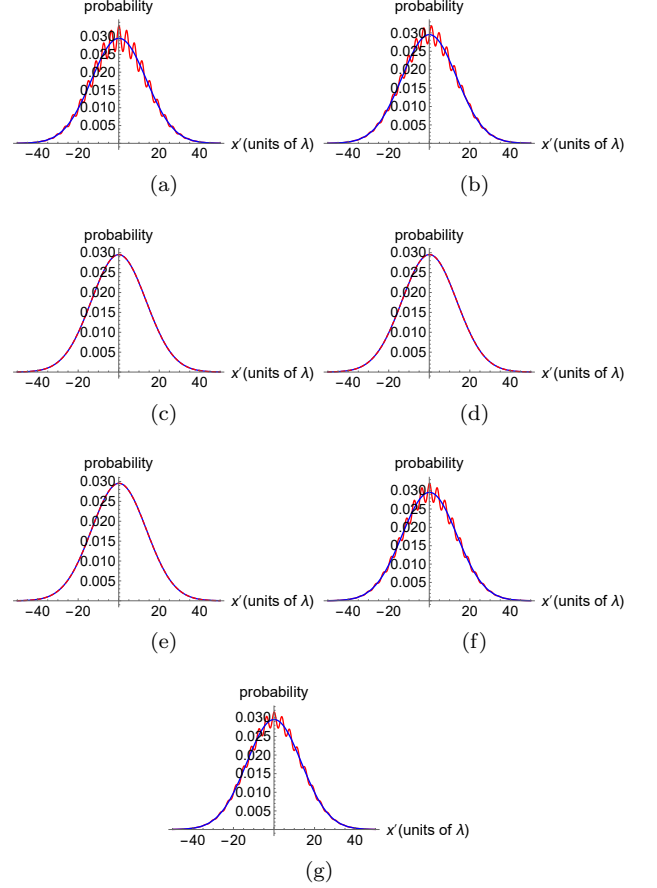 probability probability
0.030 0.030
0.025 0.025
0.020 0.020
0.015 0.015
0.010 0.010
0.005 0.005
−40 −20 20 40 x′(units of λ) −40 −20 20 40 x′(units of λ)
(a) (b)
probability probability
0.030 0.030
0.025 0.025
0.020 0.020
0.015 0.015
0.010 0.010
0.005 0.005
−40 −20 20 40 x′(units of λ) −40 −20 20 40 x′(units of λ)
(c) (d)
probability probability
0.030 0.030
0.025 0.025
0.020 0.020
0.015 0.015
0.010 0.010
0.005 0.005
−40 −20 20 40 x′(units of λ) −40 −20 20 40 x′(units of λ)
(e) (f)
probability
0.030
0.025
0.020
0.015
0.010
0.005
−40 −20 20 40 x′(units of λ)
(g)